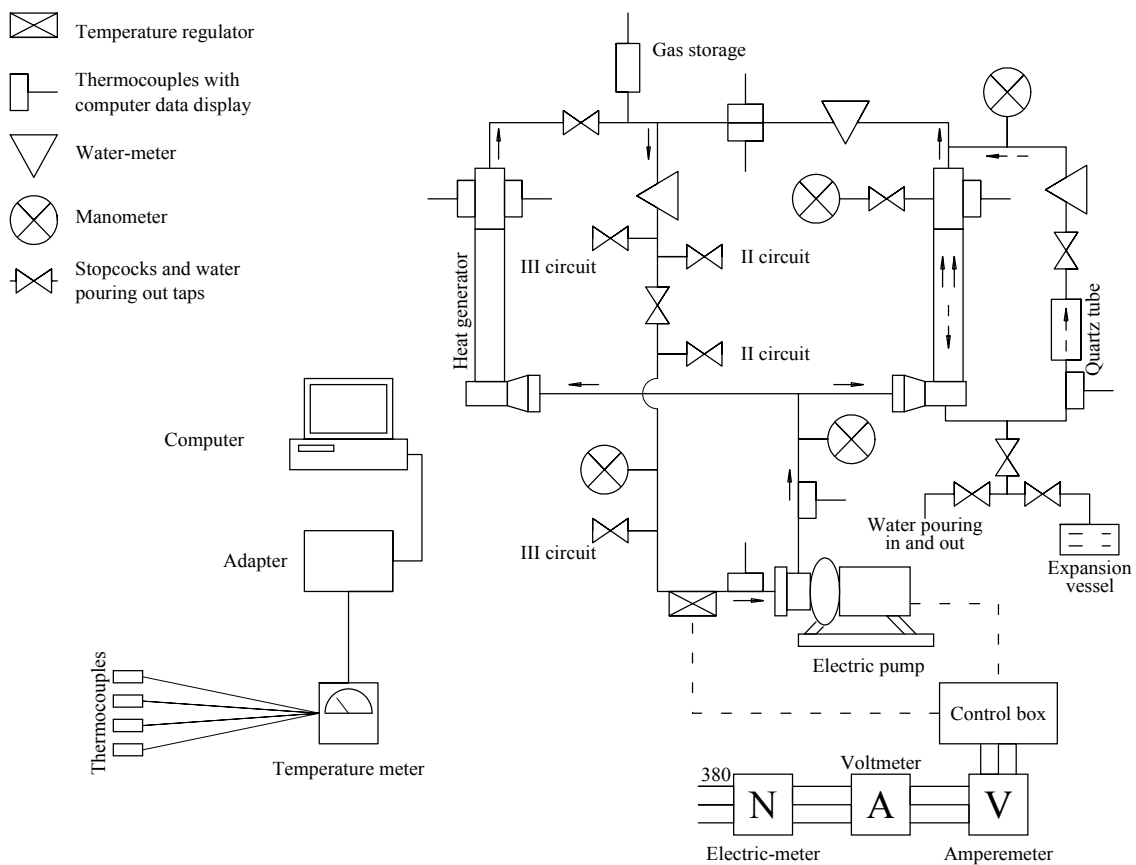 Temperature regulator
Thermocouples with
computer data display
Water-meter
Manometer
Stopcocks and water
pouring out taps
Gas storage
III circuit
II circuit
Heat generator
II circuit
Quartz tube
Computer
Water pouring
in and out
III circuit
Adapter
Expansion
vessel
Electric pump
Thermocouples
Control box
Temperature meter
Voltmeter
380
N
A
V
Electric-meter
Amperemeter